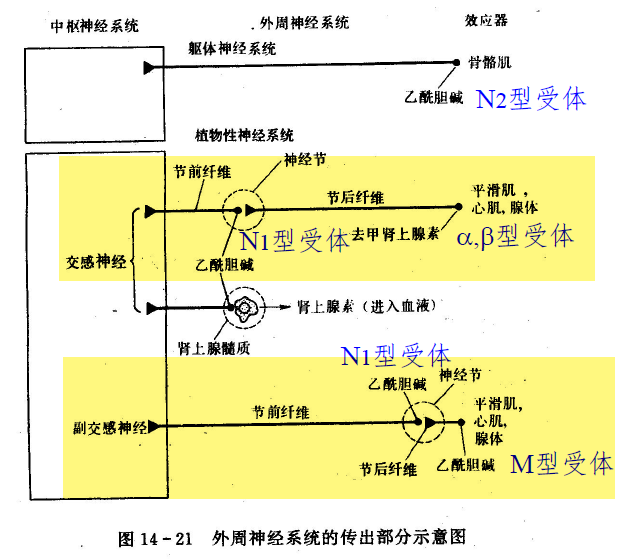 中枢神经系统 外周神经系统 效应器
躯体神经系统
骨骼肌
乙酰胆碱 N2型受体
植物性神经系统
神经节
节前纤维
节后纤维
平滑肌，
心肌，腺体
N1型受体 去甲肾上腺素 α,β型受体
交感神经
乙酰胆碱
肾上腺素（进入血液）
肾上腺髓质
N1型受体
神经节
乙酰胆碱
节前纤维
平滑肌，
心肌，
腺体
副交感神经
节后纤维
乙酰胆碱 M型受体
图 14-21 外周神经系统的传出部分示意图